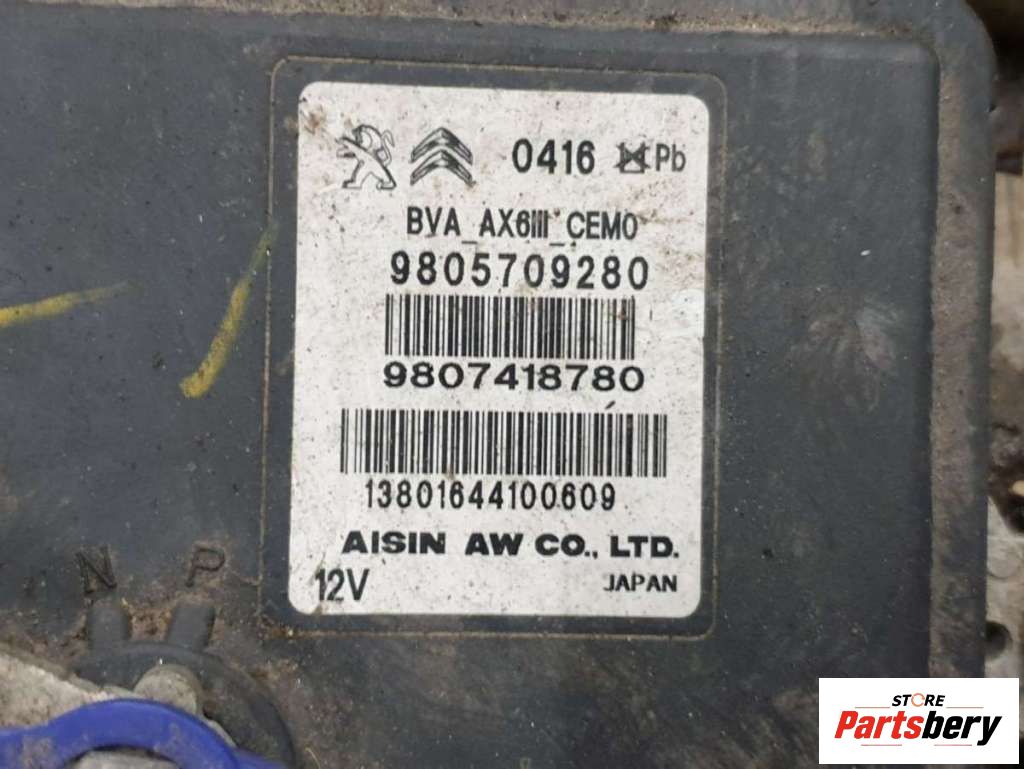 0416 Pb
BVA_AX6III_CEMO
9805709280
9807418780
13801644100609
AISIN AW CO., LTD.
12V JAPAN
N P
STORE
Partsbery